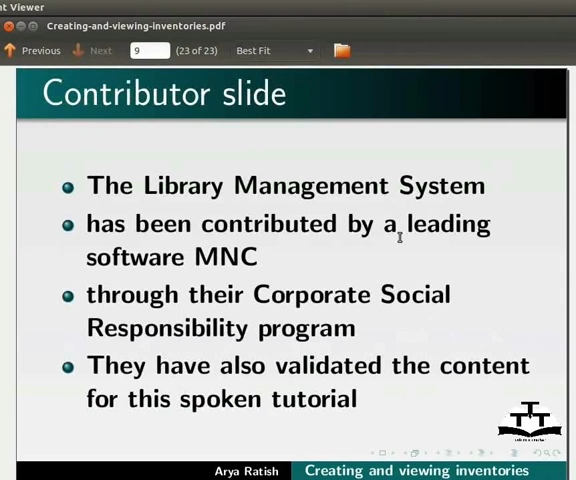 nt Viewer
Creating-and-viewing-inventories.pdf
Previous Next 9 (23 of 23) Best Fit
Contributor slide
The Library Management System
has been contributed by a leading
software MNC
through their Corporate Social
Responsibility program
They have also validated the content
for this spoken tutorial
Arya Ratish Creating and viewing inventories